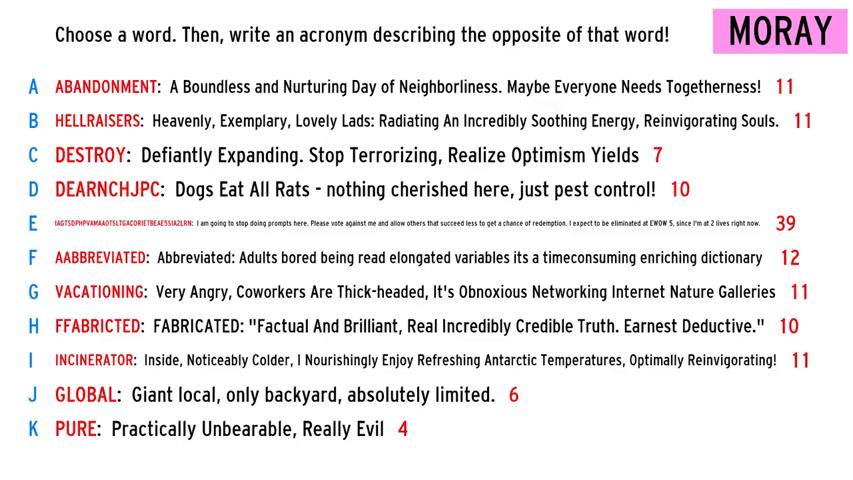 Choose a word. Then, write an acronym describing the opposite of that word!
MORAY
A ABANDONMENT: A Boundless and Nurturing Day of Neighborliness. Maybe Everyone Needs Togetherness! 11
B HELLRAISERS: Heavenly, Exemplary, Lovely Lads: Radiating An Incredibly Soothing Energy, Reinvigorating Souls. 11
C DESTROY: Defiantly Expanding. Stop Terrorizing, Realize Optimism Yields 7
D DEARNCHJPC: Dogs Eat All Rats - nothing cherished here, just pest control! 10
E IAGTSDPHPVAMAAOTSLTGACORIETBEAE5SIA2LRN: I am going to stop doing prompts here. Please vote against me and allow others that succeed less to get a chance of redemption. I expect to be eliminated at EWOW 5, since I'm at 2 lives right now. 39
F AABBREVIATED: Abbreviated: Adults bored being read elongated variables its a timeconsuming enriching dictionary 12
G VACATIONING: Very Angry, Coworkers Are Thick-headed, It's Obnoxious Networking Internet Nature Galleries 11
H FFABRICTED: FABRICATED: "Factual And Brilliant, Real Incredibly Credible Truth. Earnest Deductive." 10
I INCINERATOR: Inside, Noticeably Colder, I Nourishingly Enjoy Refreshing Antarctic Temperatures, Optimally Reinvigorating! 11
J GLOBAL: Giant local, only backyard, absolutely limited. 6
K PURE: Practically Unbearable, Really Evil 4